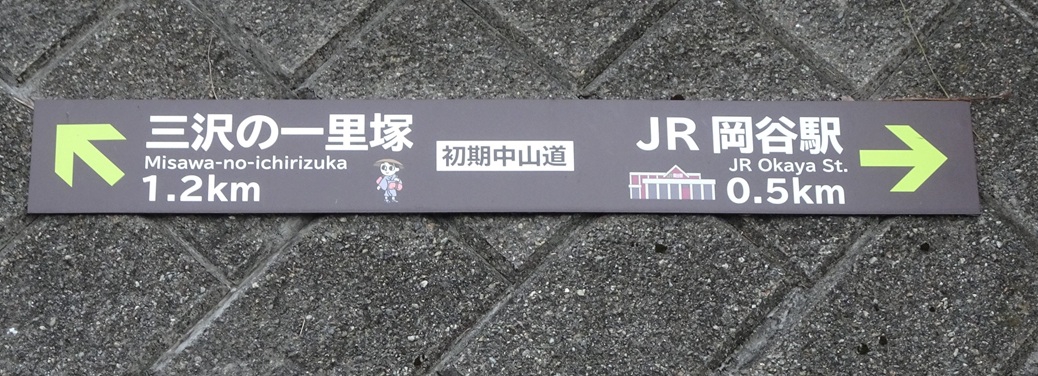 三沢の一里塚
Misawa-no-ichirizuka
1.2km
初期中山道
JR 岡谷駅
JR Okaya St.
0.5km